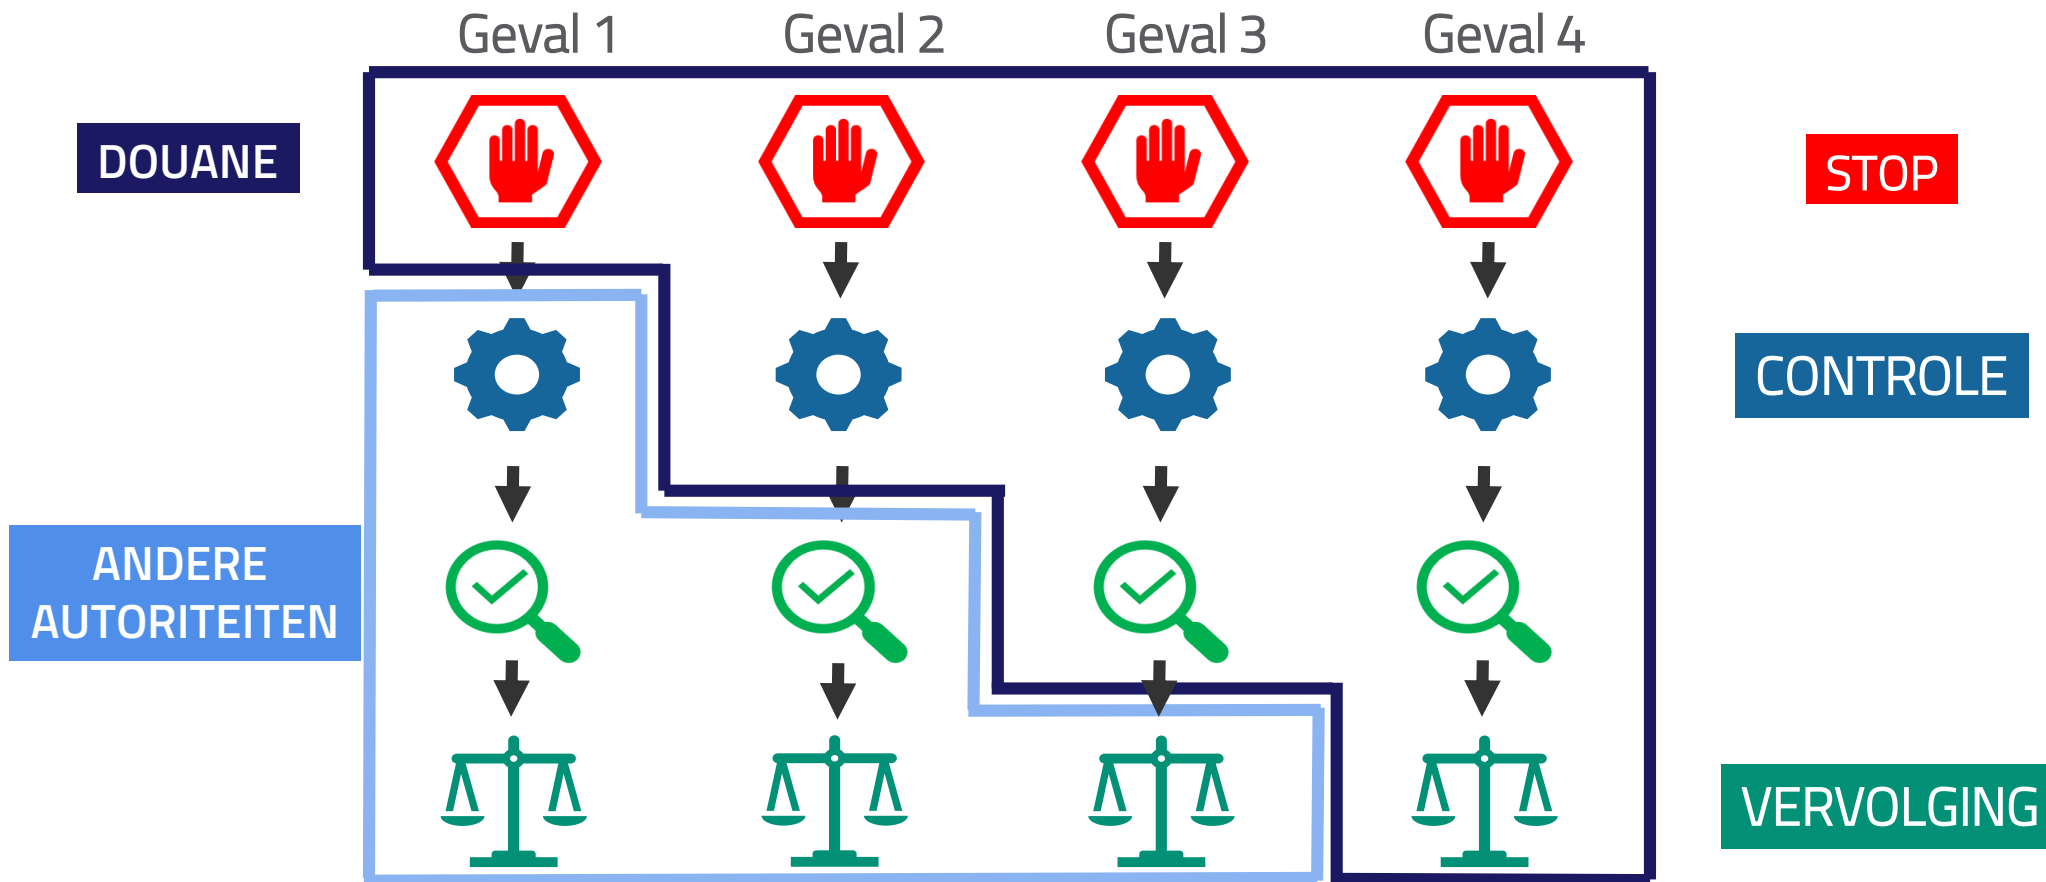 Geval 1
Geval 2
Geval 3
Geval 4
DOUANE
STOP
CONTROLE
ANDERE
AUTORITEITEN
VERVOLGING